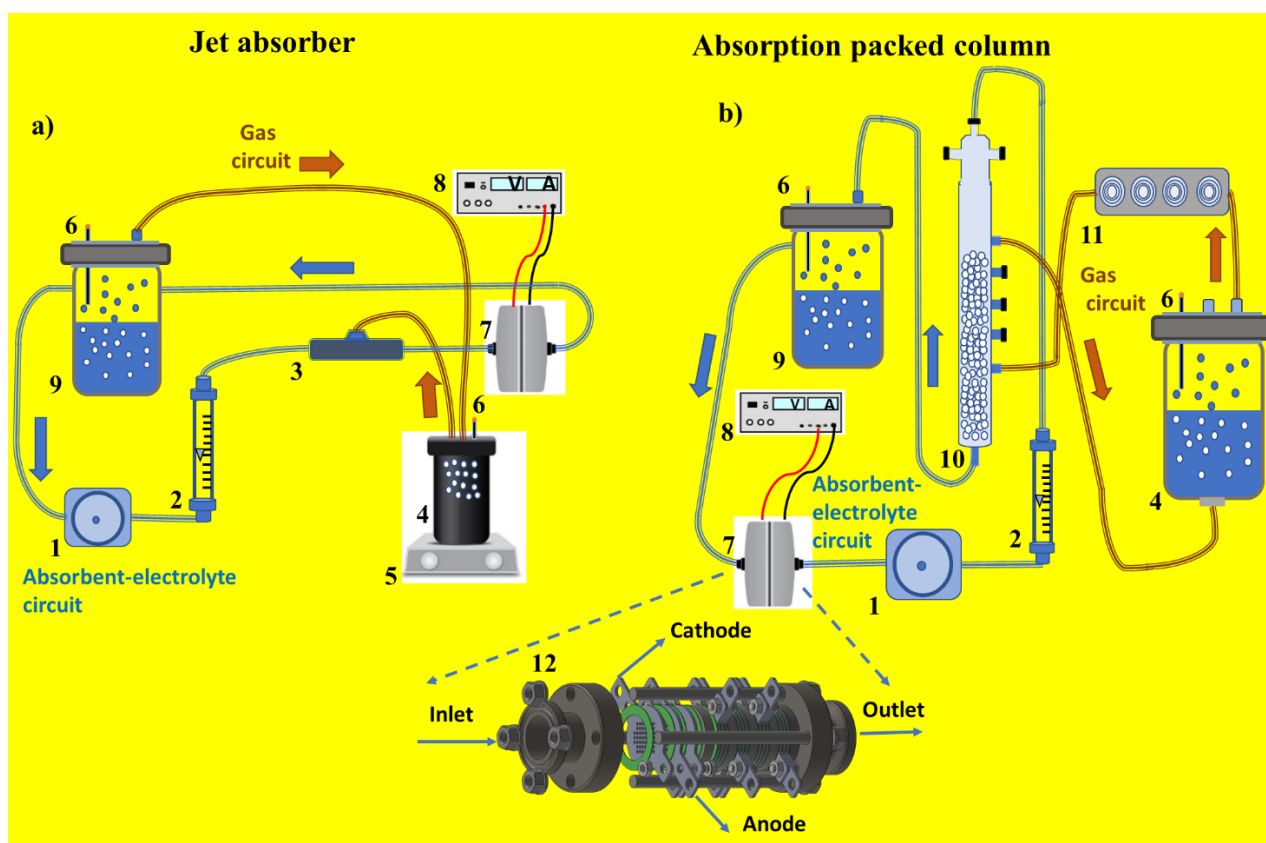 Jet absorber
Absorption packed column
a)
Gas
circuit
8
V A
6
7
9
3
6
2
4
1
5
Absorbent-electrolyte
circuit
b)
6
11
Gas
circuit
6
9
V A
8
10
Absorbent-
electrolyte
circuit
2
4
7
1
Cathode
12
Inlet
Outlet
Anode